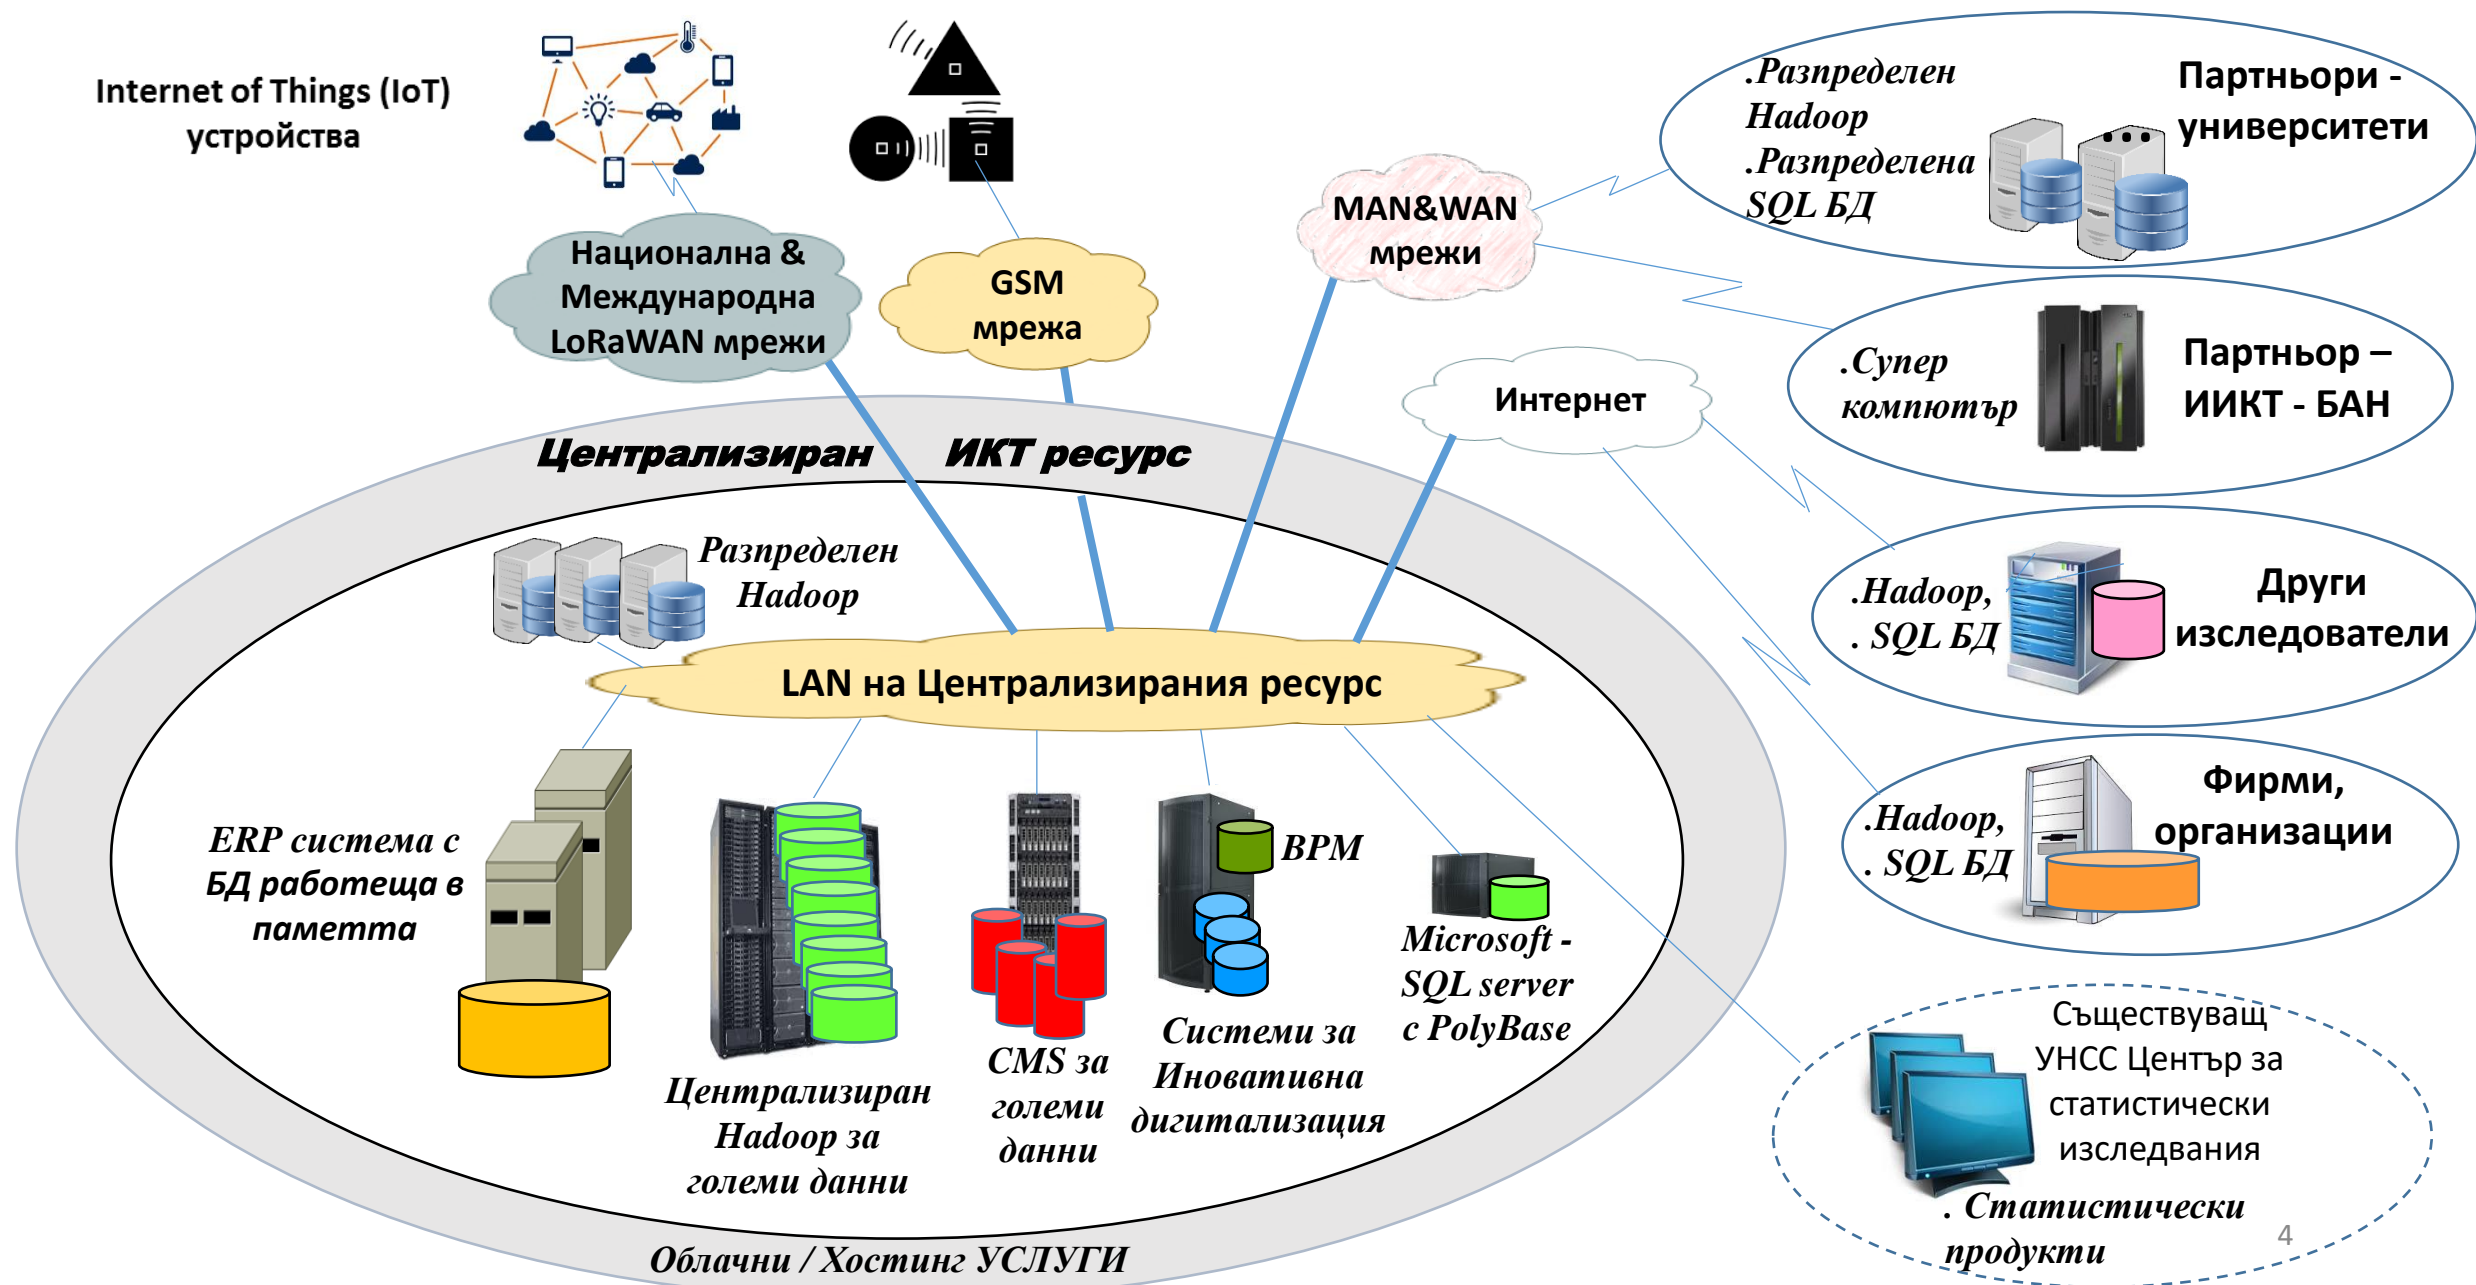 Internet of Things (IoT)
устройства
Национална &
Международна
LoRaWAN мрежи
GSM
мрежа
MAN&WAN
мрежи
Интернет
.Разпределен
Hadoop
.Разпределена
SQL БД
Партньори -
университети
.Супер
компютър
Партньор –
ИИКТ - БАН
.Hadoop,
. SQL БД
Други
изследователи
.Hadoop,
. SQL БД
Фирми,
организации
Съществуващ
УНСС Център за
статистически
изследвания
. Статистически
продукти
Централизиран ИКТ ресурс
Разпределен
Hadoop
LAN на Централизирания ресурс
ERP система с
БД работеща в
паметта
Централизиран
Hadoop за
големи данни
CMS за
големи
данни
BPM
Системи за
Иновативна
дигитализация
Microsoft -
SQL server
с PolyBase
Облачни / Хостинг УСЛУГИ
4